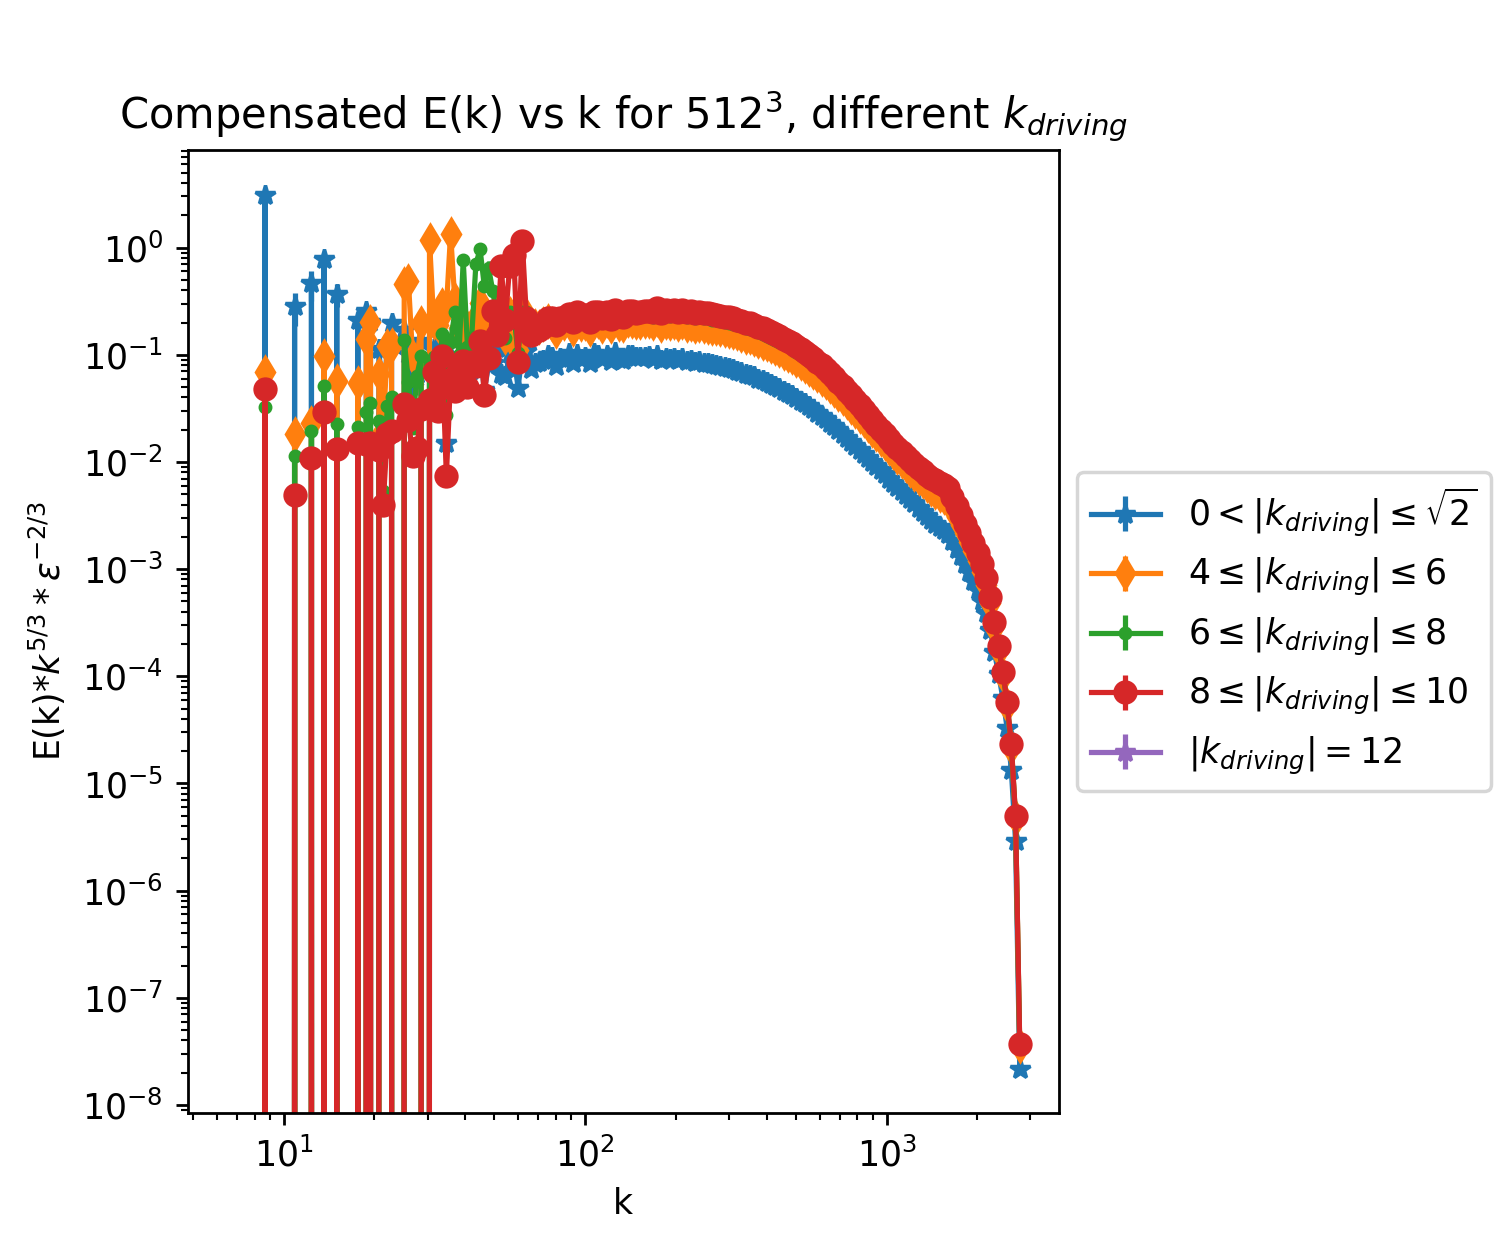 Compensated E(k) vs k for 512³, different k_driving
10⁰
10⁻¹
10⁻²
10⁻³
10⁻⁴
10⁻⁵
10⁻⁶
10⁻⁷
10⁻⁸
E(k)*k^{5/3} * ε^{−2/3}
10¹ 10² 10³
k
0 < |k_driving| ≤ √2
4 ≤ |k_driving| ≤ 6
6 ≤ |k_driving| ≤ 8
8 ≤ |k_driving| ≤ 10
|k_driving| = 12